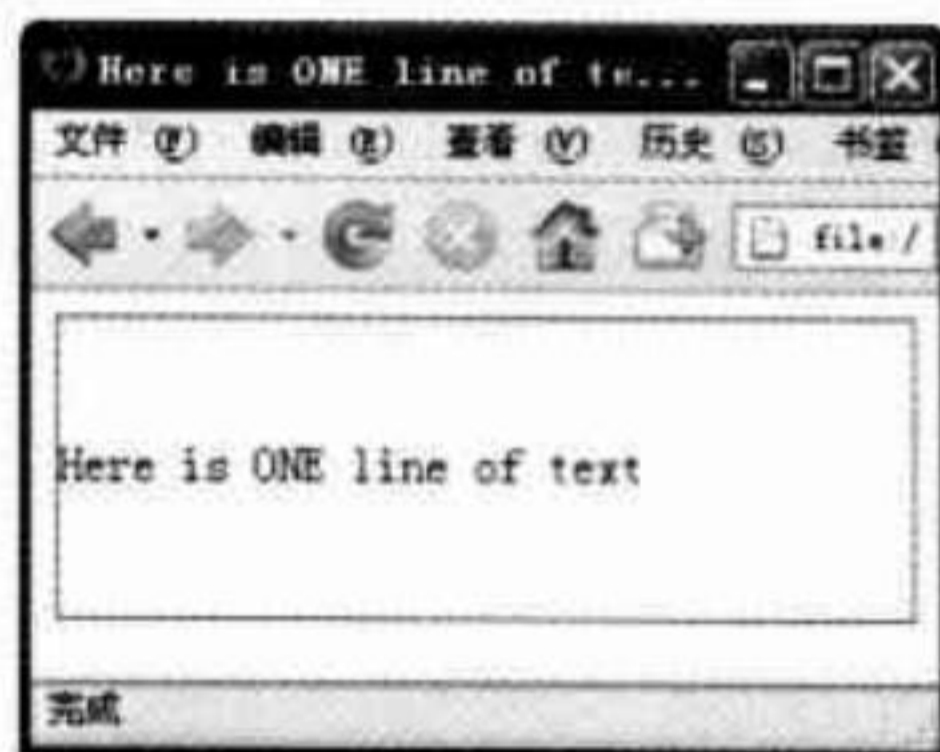 Here is ONE line of te...
文件 (F) 编辑 (E) 查看 (V) 历史 (S) 书签
file /
Here is ONE line of text
完成